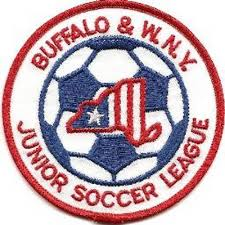 BUFFALO & W.N.Y.
JUNIOR SOCCER LEAGUE